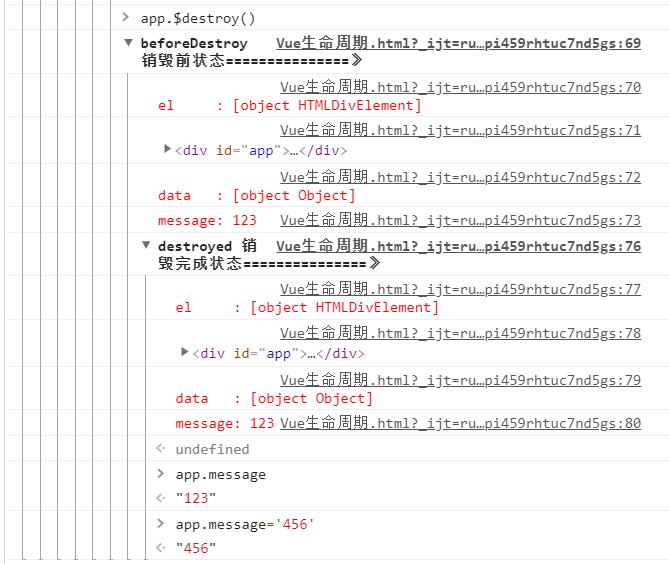 > app.$destroy()
▼ beforeDestroy Vue生命周期.html?_ijt=ru…pi459rhtuc7nd5gs:69
销毁前状态===============》
Vue生命周期.html?_ijt=ru…pi459rhtuc7nd5gs:70
el : [object HTMLDivElement]
Vue生命周期.html?_ijt=ru…pi459rhtuc7nd5gs:71
▶<div id="app">…</div>
Vue生命周期.html?_ijt=ru…pi459rhtuc7nd5gs:72
data : [object Object]
message: 123 Vue生命周期.html?_ijt=ru…pi459rhtuc7nd5gs:73
▼ destroyed 销 Vue生命周期.html?_ijt=ru…pi459rhtuc7nd5gs:76
毁完成状态===============》
Vue生命周期.html?_ijt=ru…pi459rhtuc7nd5gs:77
el : [object HTMLDivElement]
Vue生命周期.html?_ijt=ru…pi459rhtuc7nd5gs:78
▶<div id="app">…</div>
Vue生命周期.html?_ijt=ru…pi459rhtuc7nd5gs:79
data : [object Object]
message: 123 Vue生命周期.html?_ijt=ru…pi459rhtuc7nd5gs:80
undefined
> app.message
"123"
> app.message='456'
"456"